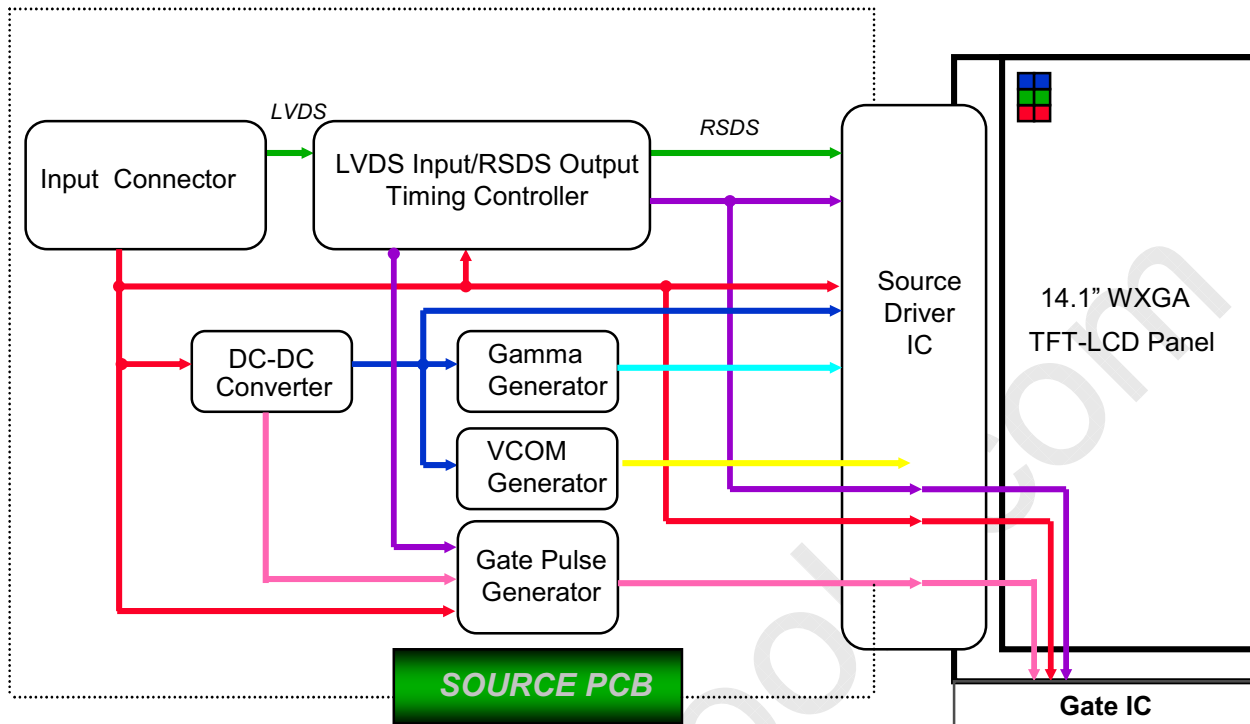 LVDS
RSDS
Input Connector
LVDS Input/RSDS Output
Timing Controller
Source
Driver
IC
14.1” WXGA
TFT-LCD Panel
DC-DC
Converter
Gamma
Generator
VCOM
Generator
Gate Pulse
Generator
SOURCE PCB
Gate IC
com